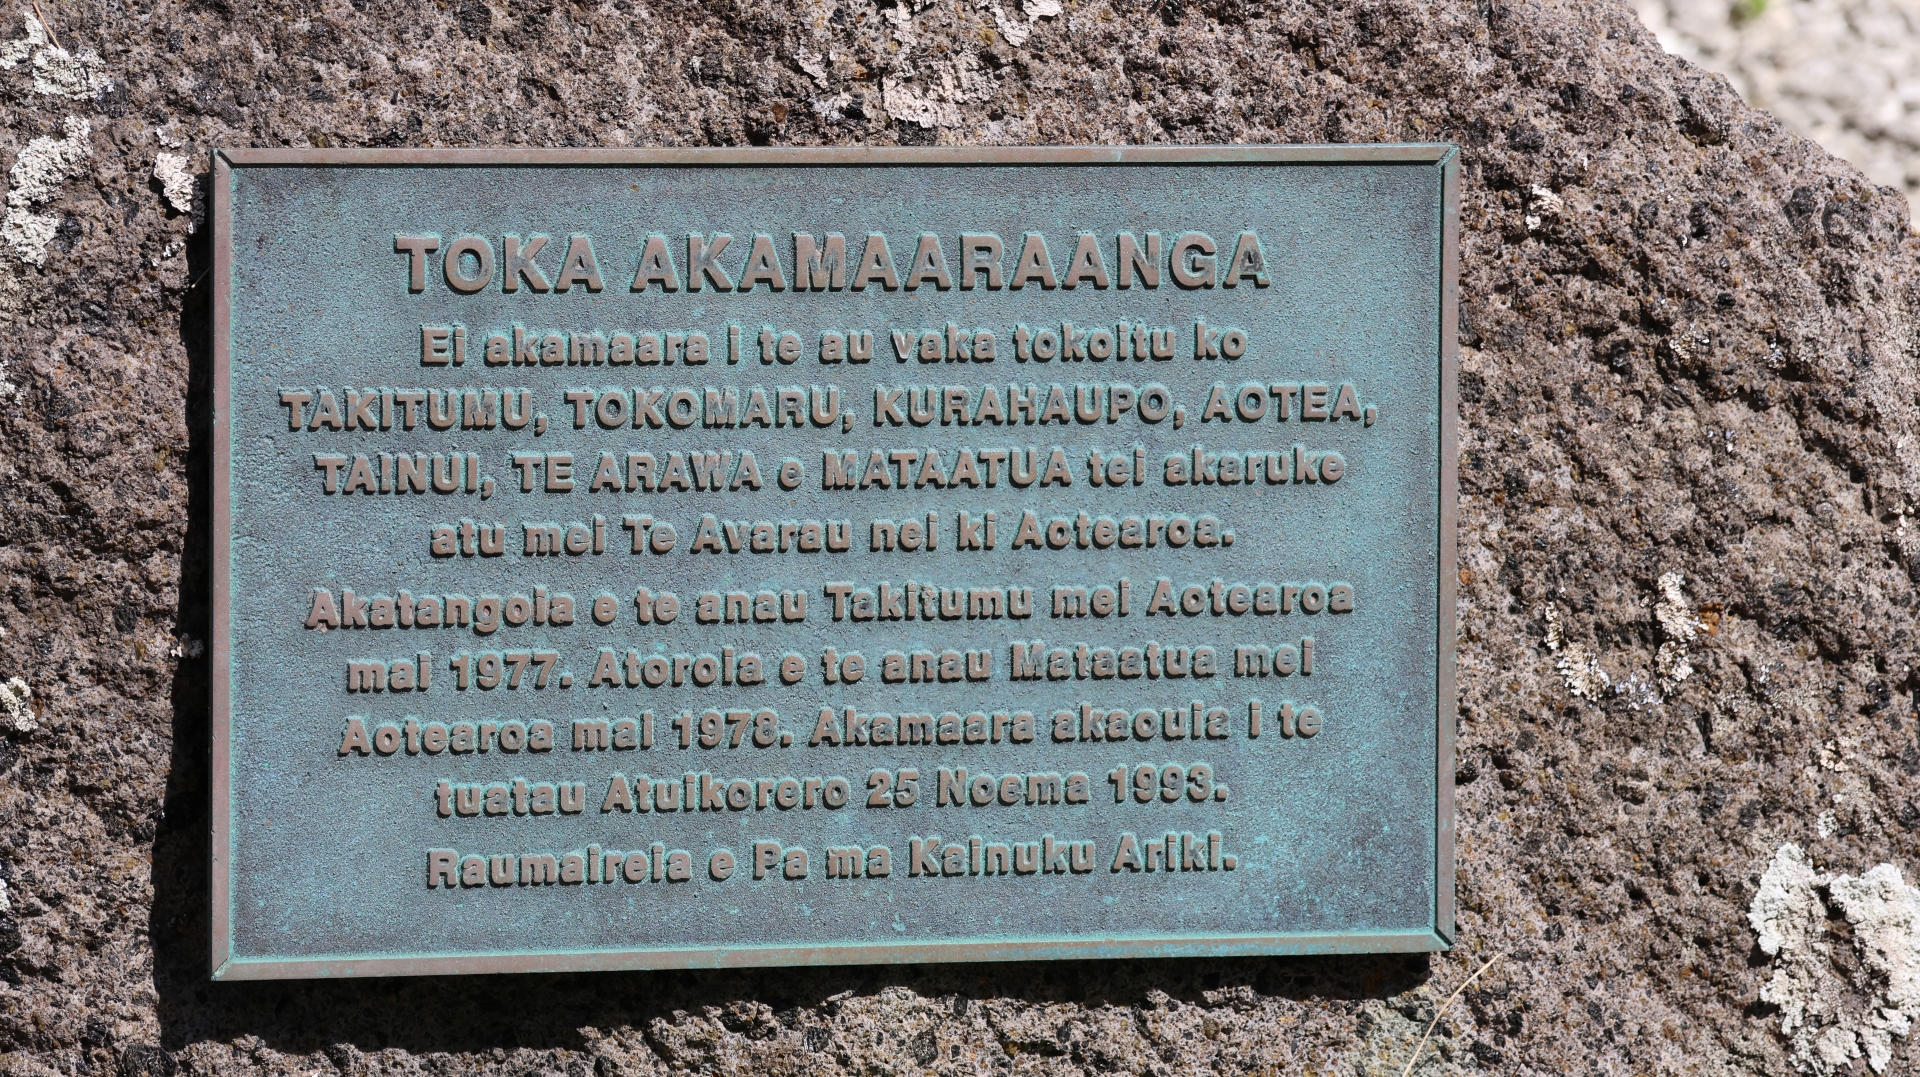 TOKA AKAMAARAANGA
Ei akamaara i te au vaka tokoitu ko
TAKITUMU, TOKOMARU, KURAHAUPO, AOTEA,
TAINUI, TE ARAWA e MATAATUA tei akaruke
atu mei Te Avarau nei ki Aotearoa.
Akatangoia e te anau Takitumu mei Aotearoa
mai 1977. Atoroia e te anau Mataatua mei
Aotearoa mai 1978. Akamaara akaouia i te
tuatau Atuikorero 25 Noema 1993.
Raumaireia e Pa ma Kainuku Ariki.